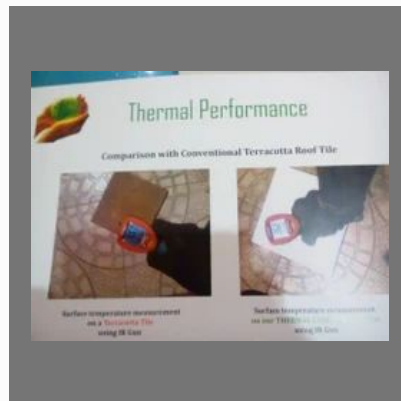 Thermal Performance
Comparison with Conventional Terracotta Roof Tile
Surface temperature measurement
on a Terracotta Tile
using IR Gun
Surface temperature measurement
on our
using IR Gun